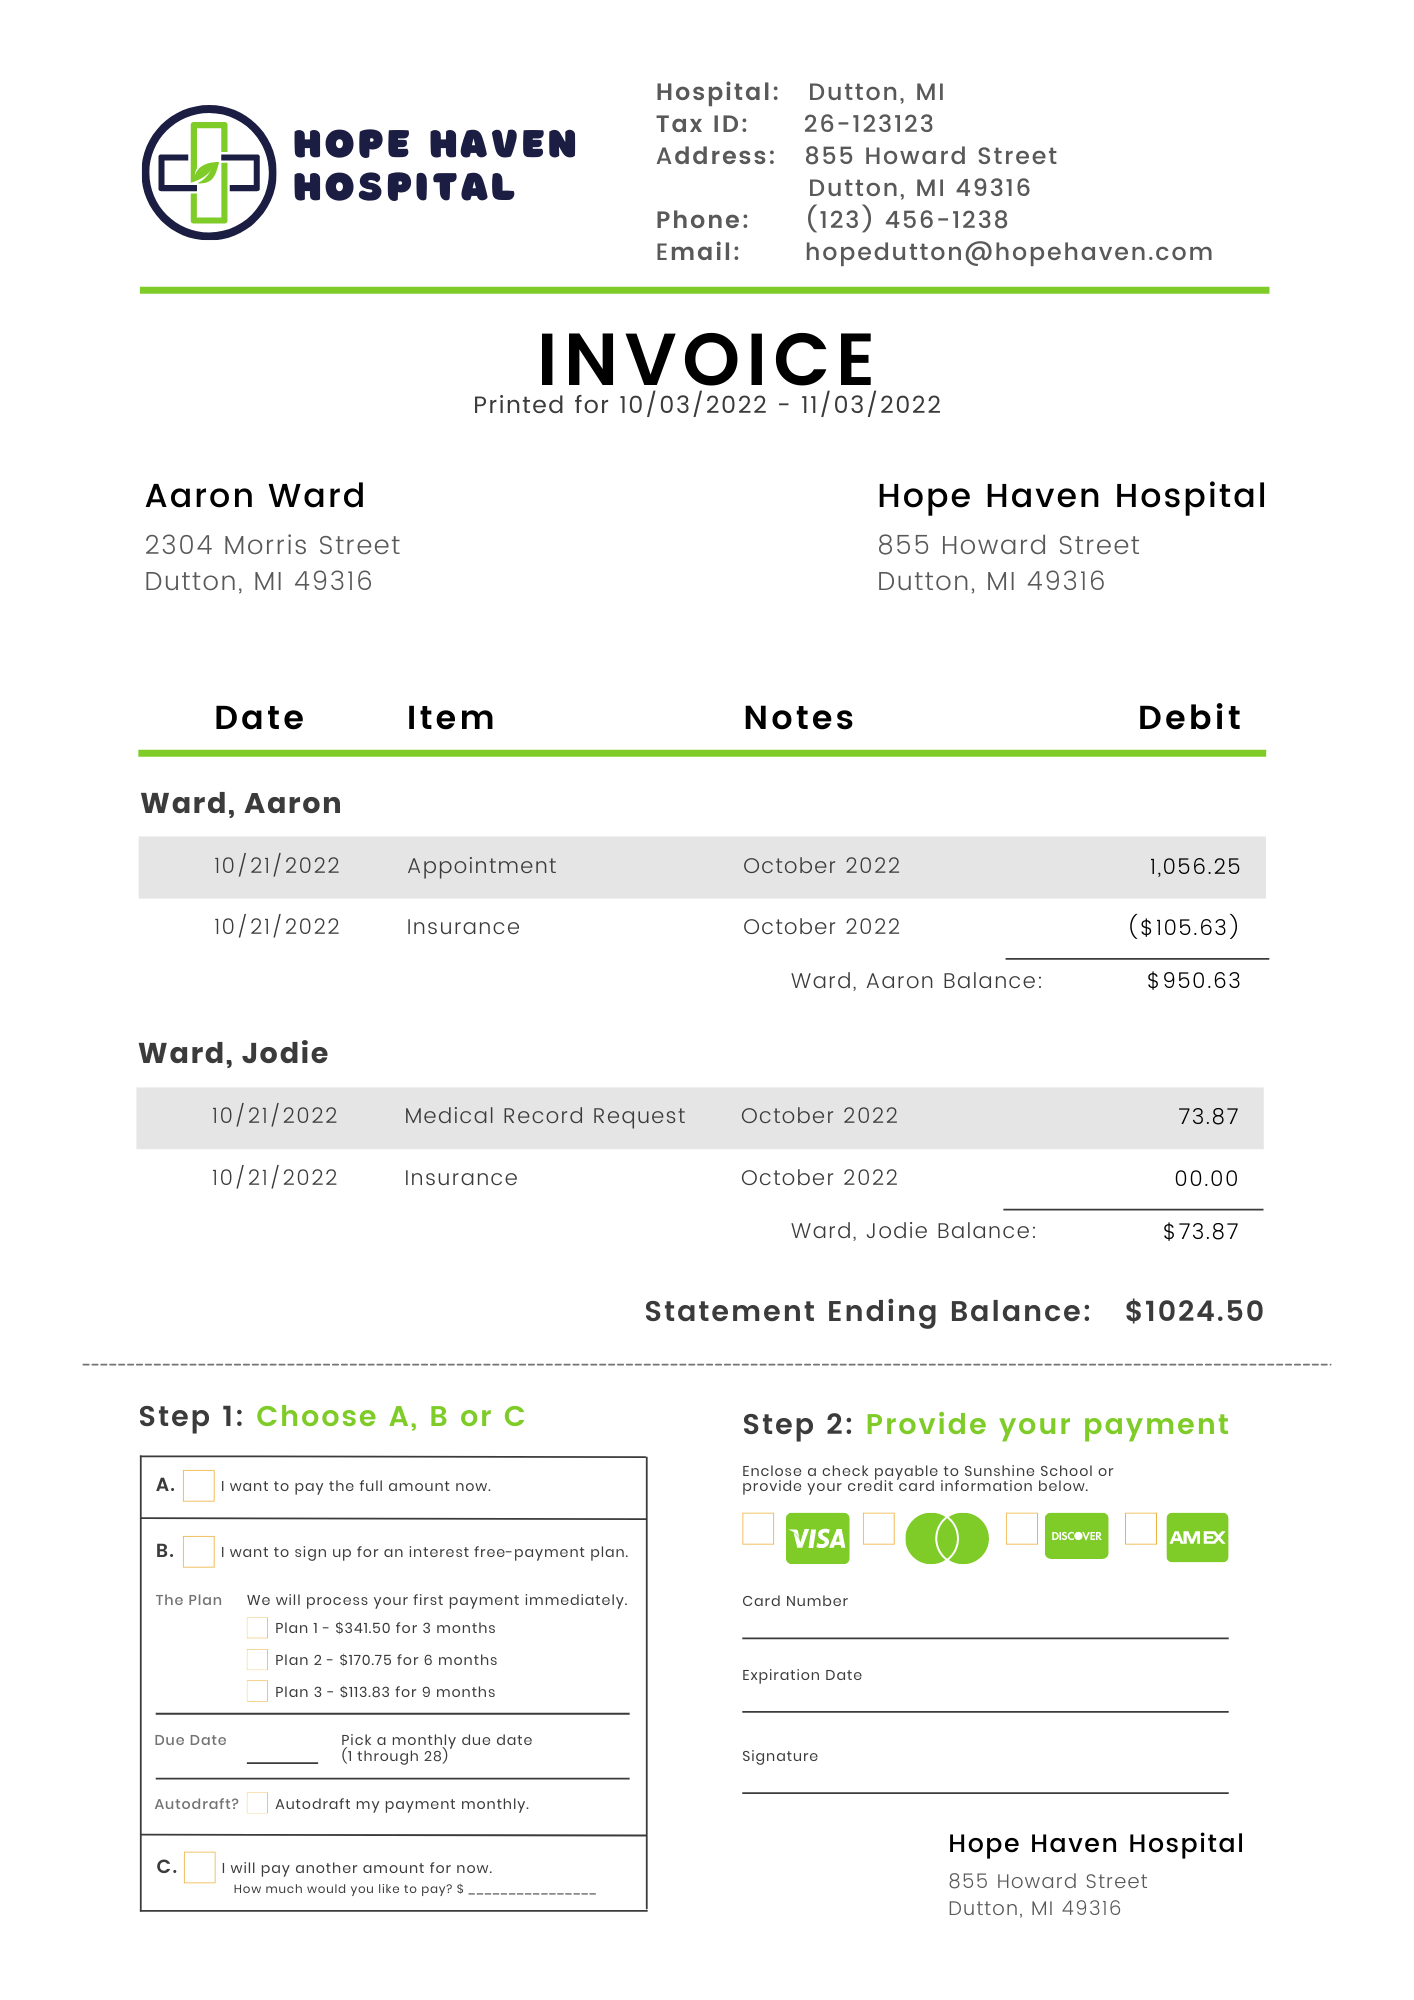 HOPE HAVEN
HOSPITAL
Hospital: Dutton, MI
Tax ID: 26-123123
Address: 855 Howard Street
Dutton, MI 49316
Phone: (123) 456-1238
Email: hopedutton@hopehaven.com
INVOICE
Printed for 10/03/2022 - 11/03/2022
Aaron Ward
2304 Morris Street
Dutton, MI 49316
Hope Haven Hospital
855 Howard Street
Dutton, MI 49316
Date Item Notes Debit
Ward, Aaron
10/21/2022 Appointment October 2022 1,056.25
10/21/2022 Insurance October 2022 ($105.63)
Ward, Aaron Balance: $950.63
Ward, Jodie
10/21/2022 Medical Record Request October 2022 73.87
10/21/2022 Insurance October 2022 00.00
Ward, Jodie Balance: $73.87
Statement Ending Balance: $1024.50
Step 1: Choose A, B or C
A. I want to pay the full amount now.
B. I want to sign up for an interest free-payment plan.
The Plan We will process your first payment immediately.
Plan 1 - $341.50 for 3 months
Plan 2 - $170.75 for 6 months
Plan 3 - $113.83 for 9 months
Due Date ______ Pick a monthly due date
(1 through 28)
Autodraft? Autodraft my payment monthly.
C. I will pay another amount for now.
How much would you like to pay? $ ________________
Step 2: Provide your payment
Enclose a check payable to Sunshine School or
provide your credit card information below.
VISA DISCOVER AMEX
Card Number
Expiration Date
Signature
Hope Haven Hospital
855 Howard Street
Dutton, MI 49316